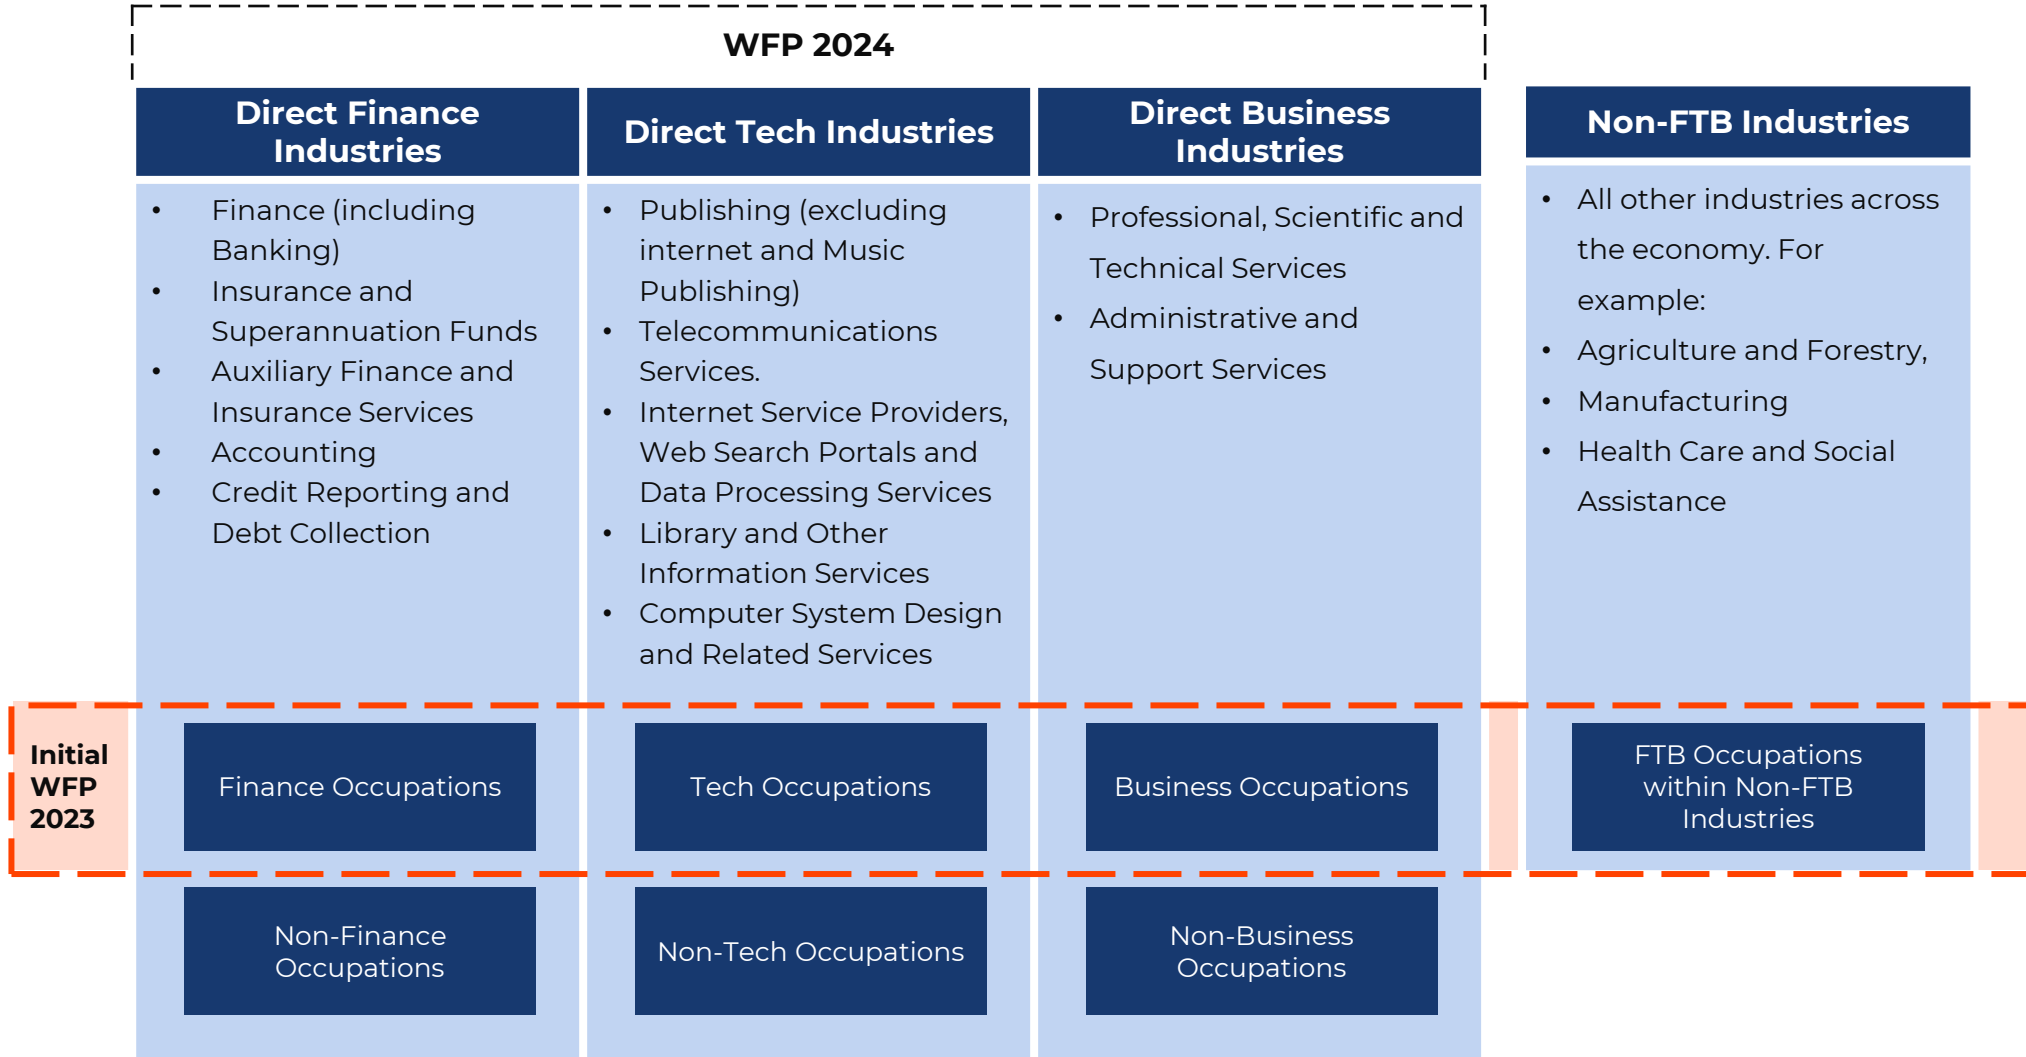 WFP 2024
Direct Finance
Industries
• Finance (including
Banking)
• Insurance and
Superannuation Funds
• Auxiliary Finance and
Insurance Services
• Accounting
• Credit Reporting and
Debt Collection
Direct Tech Industries
• Publishing (excluding
internet and Music
Publishing)
• Telecommunications
Services.
• Internet Service Providers,
Web Search Portals and
Data Processing Services
• Library and Other
Information Services
• Computer System Design
and Related Services
Direct Business
Industries
• Professional, Scientific and
Technical Services
• Administrative and
Support Services
Non-FTB Industries
• All other industries across
the economy. For
example:
• Agriculture and Forestry,
• Manufacturing
• Health Care and Social
Assistance
Initial
WFP
2023
Finance Occupations
Tech Occupations
Business Occupations
FTB Occupations
within Non-FTB
Industries
Non-Finance
Occupations
Non-Tech Occupations
Non-Business
Occupations